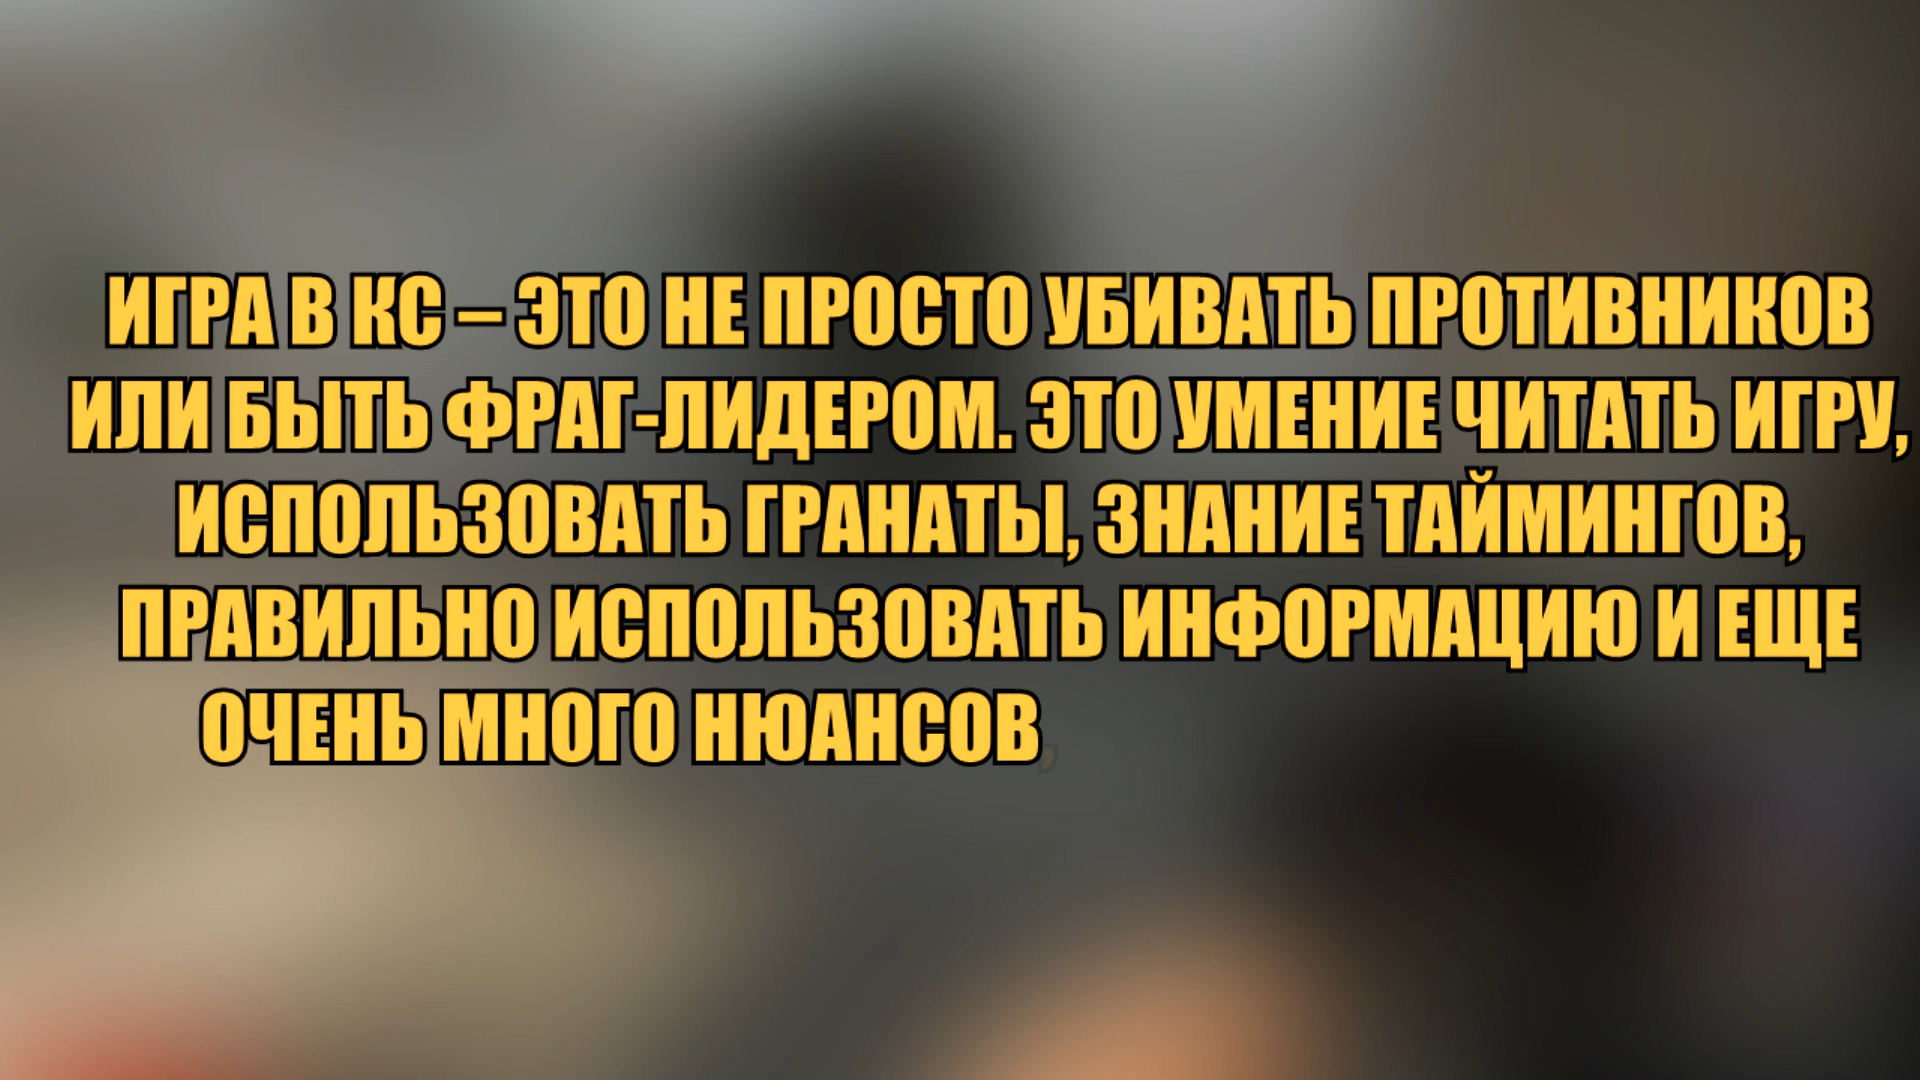 ИГРА В КС – ЭТО НЕ ПРОСТО УБИВАТЬ ПРОТИВНИКОВ
ИЛИ БЫТЬ ФРАГ-ЛИДЕРОМ. ЭТО УМЕНИЕ ЧИТАТЬ ИГРУ,
ИСПОЛЬЗОВАТЬ ГРАНАТЫ, ЗНАНИЕ ТАЙМИНГОВ,
ПРАВИЛЬНО ИСПОЛЬЗОВАТЬ ИНФОРМАЦИЮ И ЕЩЕ
ОЧЕНЬ МНОГО НЮАНСОВ,